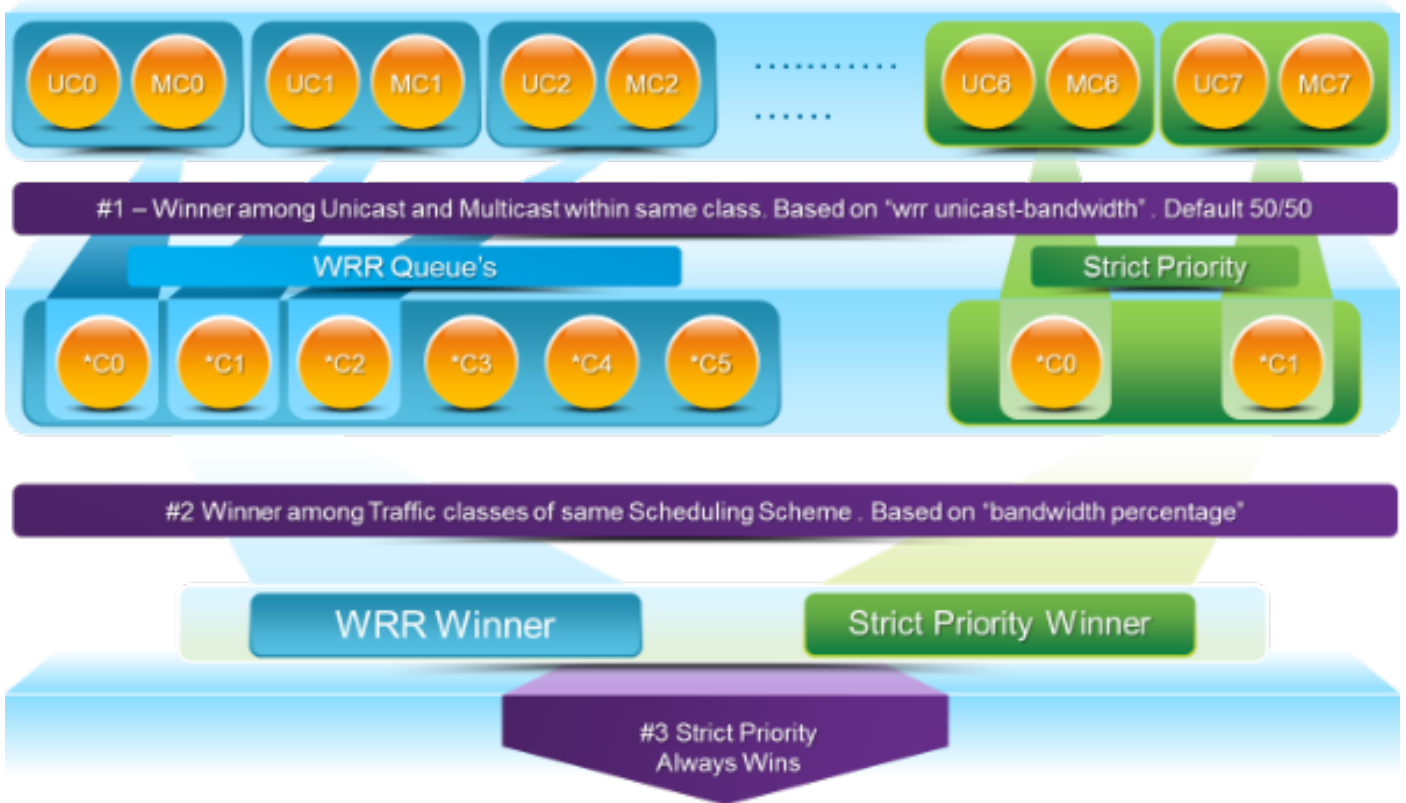 UC0 MC0 UC1 MC1 UC2 MC2 ........... UC6 MC6 UC7 MC7
......
#1 – Winner among Unicast and Multicast within same class. Based on “wrr unicast-bandwidth” . Default 50/50
WRR Queue's Strict Priority
*C0 *C1 *C2 *C3 *C4 *C5 *C0 *C1
#2 Winner among Traffic classes of same Scheduling Scheme . Based on “bandwidth percentage”
WRR Winner Strict Priority Winner
#3 Strict Priority
Always Wins